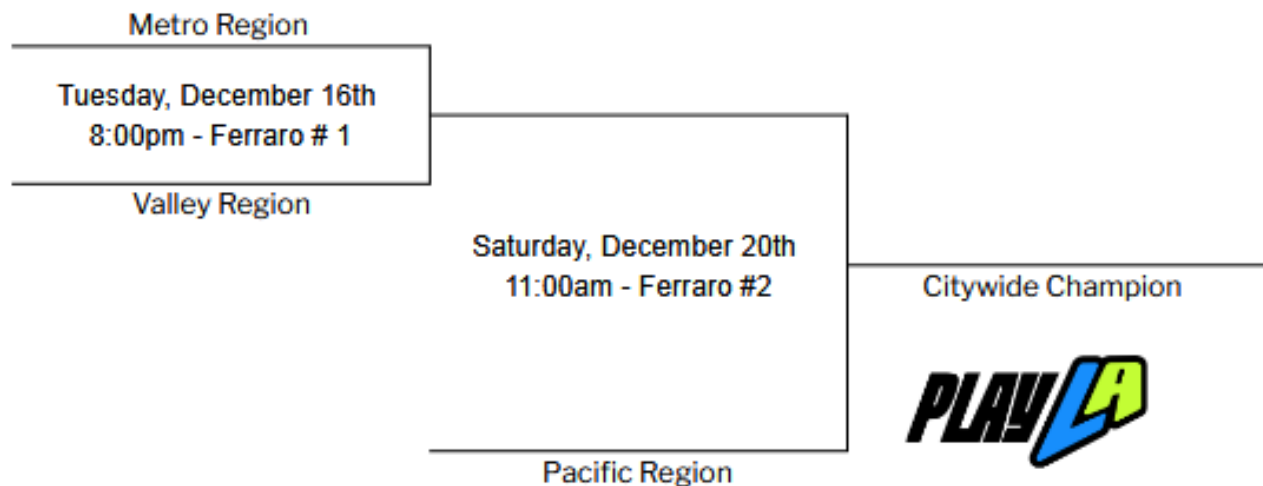 Metro Region
Tuesday, December 16th
8:00pm - Ferraro # 1
Valley Region
Saturday, December 20th
11:00am - Ferraro #2
Citywide Champion
PLAY LA
Pacific Region